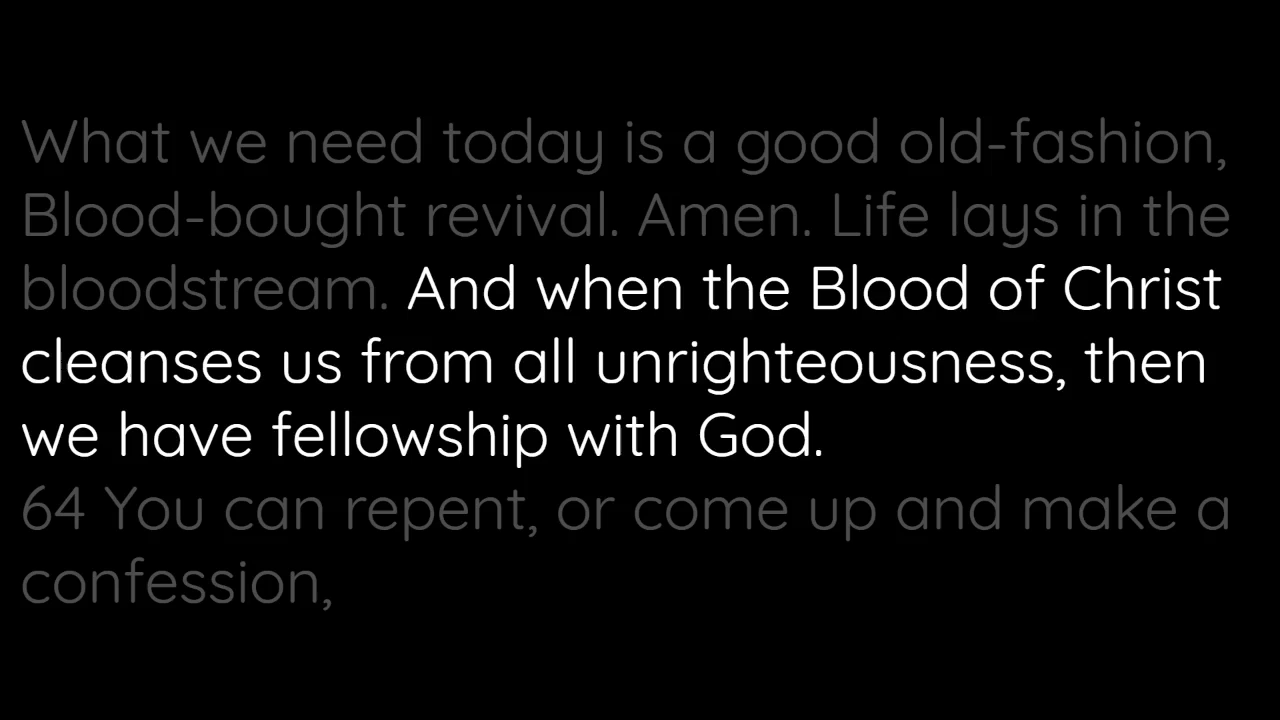 What we need today is a good old-fashion,
Blood-bought revival. Amen. Life lays in the
bloodstream. And when the Blood of Christ
cleanses us from all unrighteousness, then
we have fellowship with God.
64 You can repent, or come up and make a
confession,